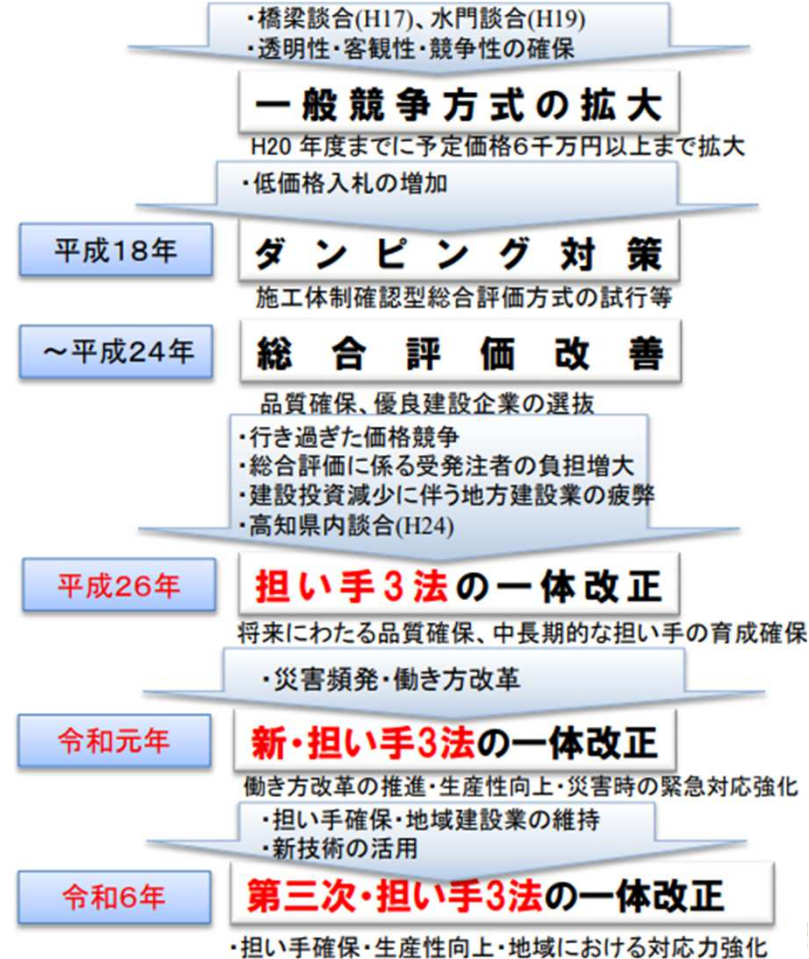 ・橋梁談合(H17)、水門談合(H19)
・透明性・客観性・競争性の確保
一般競争方式の拡大
H20 年度までに予定価格6千万円以上まで拡大
・低価格入札の増加
平成18年
ダンピング対策
施工体制確認型総合評価方式の試行等
～平成24年
総合評価改善
品質確保、優良建設企業の選抜
・行き過ぎた価格競争
・総合評価に係る受発注者の負担増大
・建設投資減少に伴う地方建設業の疲弊
・高知県内談合(H24)
平成26年
担い手3法の一体改正
将来にわたる品質確保、中長期的な担い手の育成確保
・災害頻発・働き方改革
令和元年
新・担い手3法の一体改正
働き方改革の推進・生産性向上・災害時の緊急対応強化
・担い手確保・地域建設業の維持
・新技術の活用
令和6年
第三次・担い手3法の一体改正
・担い手確保・生産性向上・地域における対応力強化